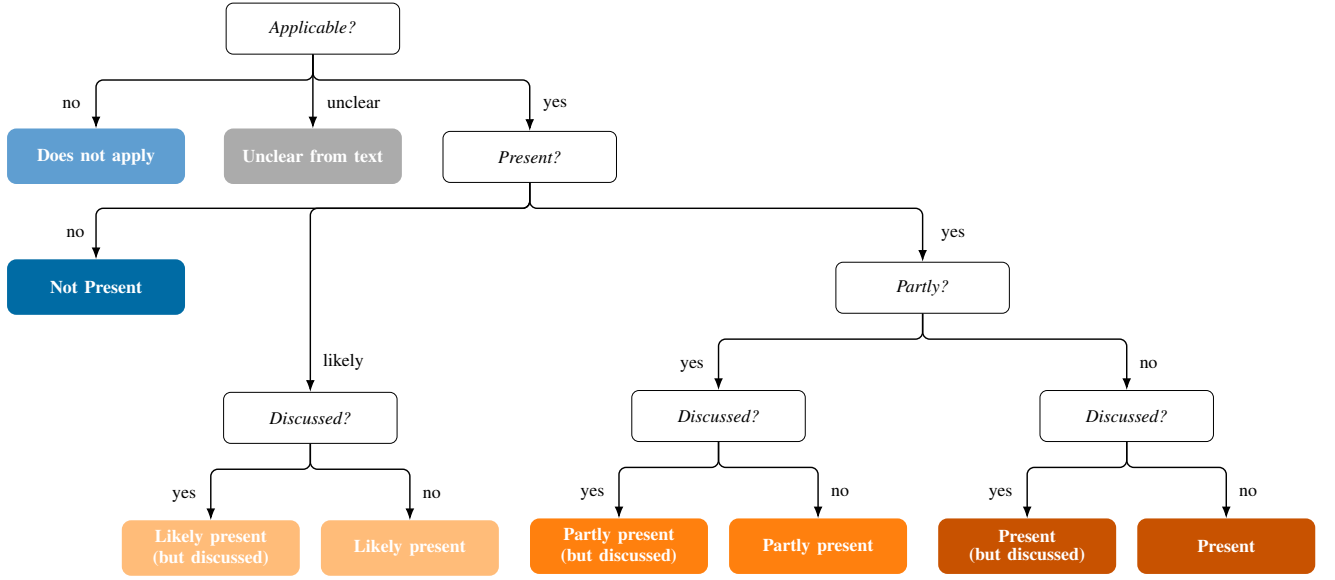 Applicable?
no
unclear
yes
Does not apply
Unclear from text
Present?
no
yes
Not Present
Partly?
likely
yes
no
Discussed?
Discussed?
Discussed?
yes
no
yes
no
yes
no
Likely present
(but discussed)
Likely present
Partly present
(but discussed)
Partly present
Present
(but discussed)
Present